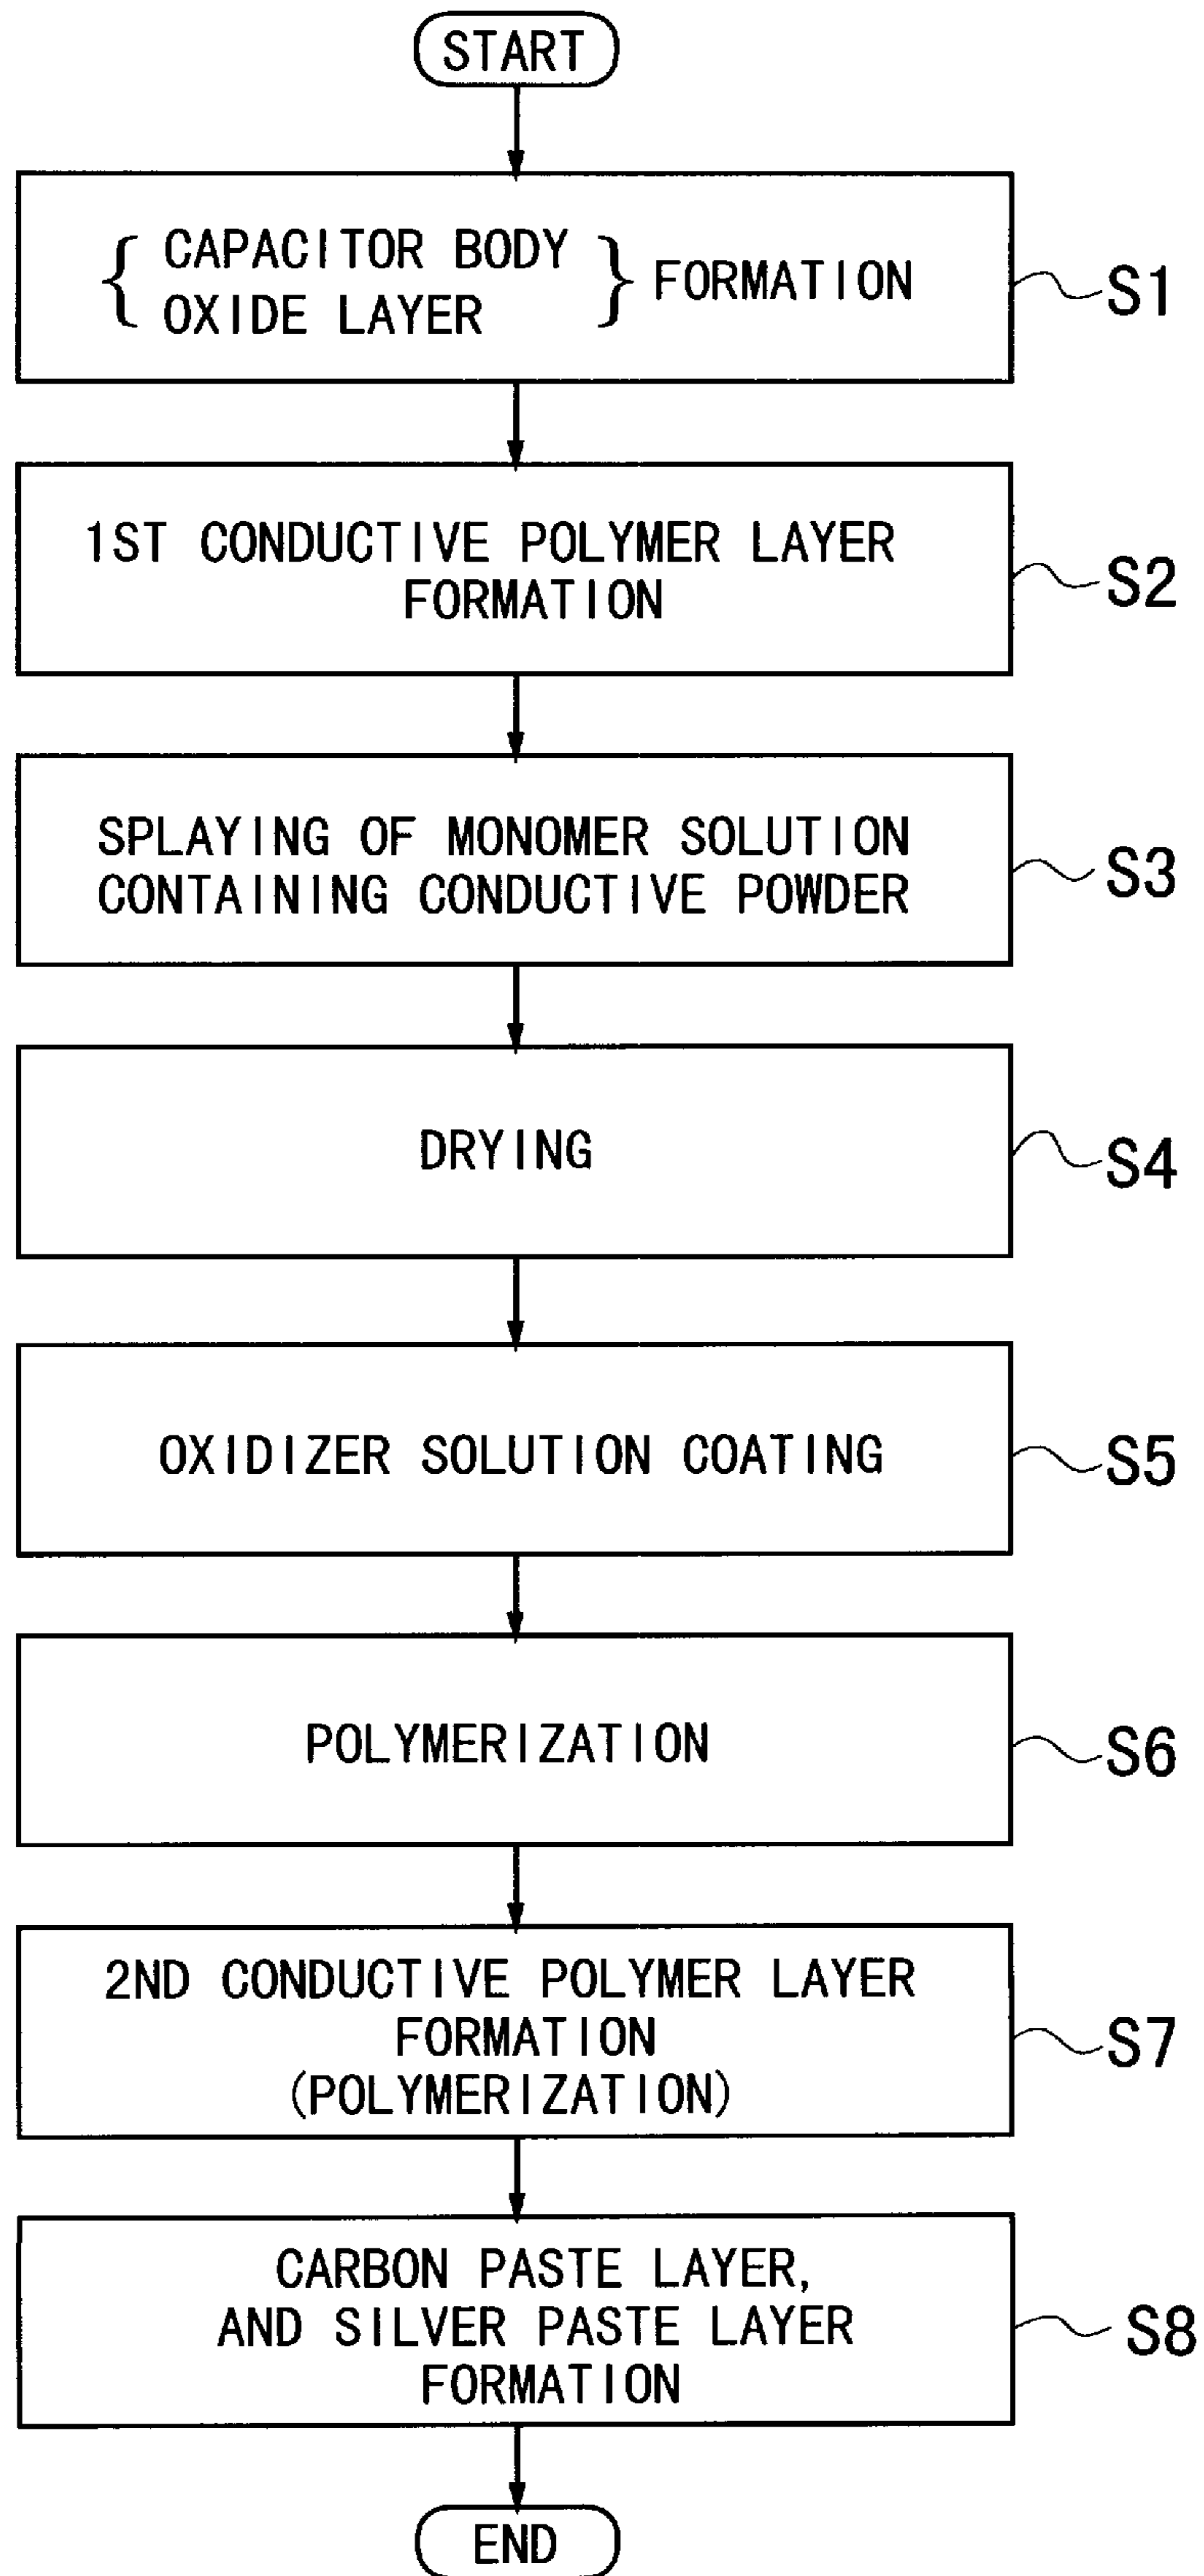 START
{ CAPACITOR BODY
OXIDE LAYER } FORMATION
S1
1ST CONDUCTIVE POLYMER LAYER
FORMATION
S2
SPLAYING OF MONOMER SOLUTION
CONTAINING CONDUCTIVE POWDER
S3
DRYING
S4
OXIDIZER SOLUTION COATING
S5
POLYMERIZATION
S6
2ND CONDUCTIVE POLYMER LAYER
FORMATION
(POLYMERIZATION)
S7
CARBON PASTE LAYER,
AND SILVER PASTE LAYER
FORMATION
S8
END